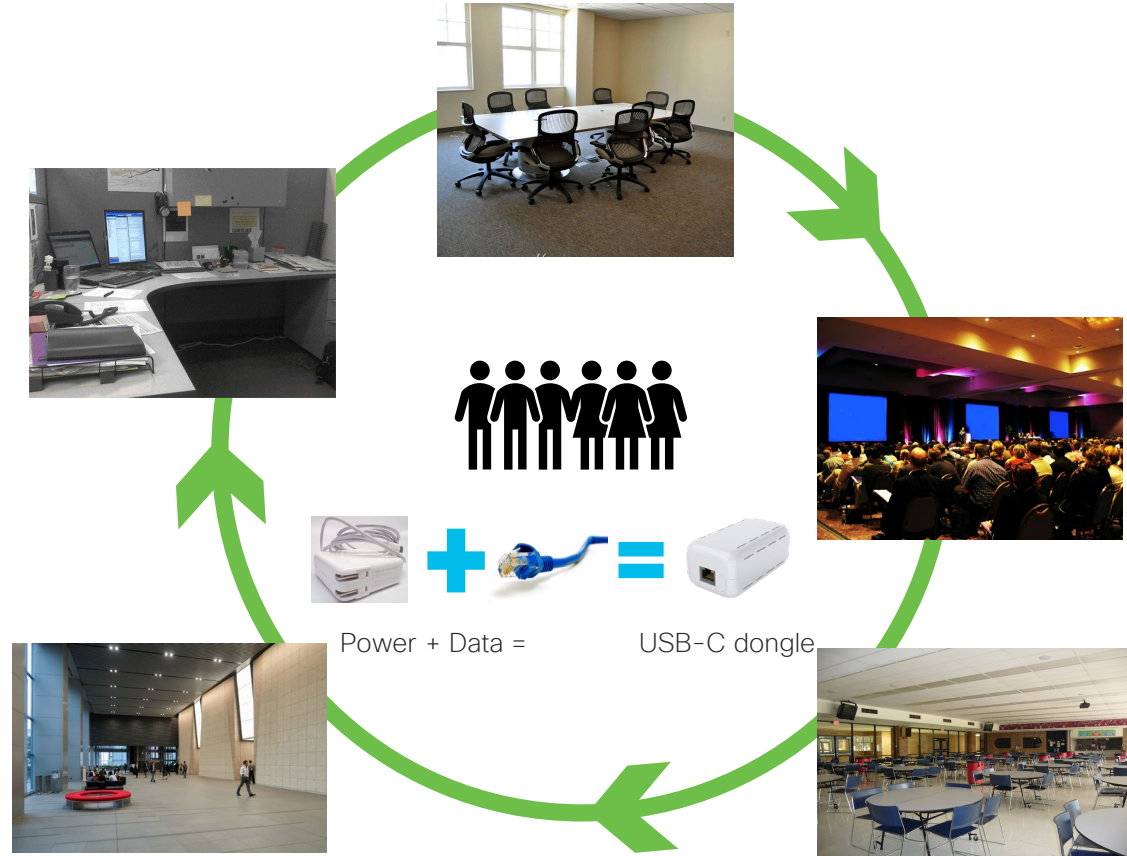 Power + Data =
USB-C dongle